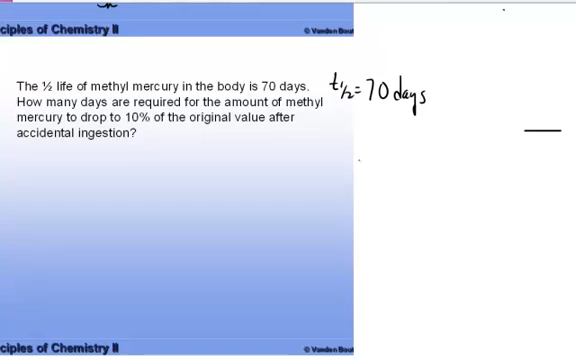 ciples of Chemistry II
© Vanden Bout
The ½ life of methyl mercury in the body is 70 days.
How many days are required for the amount of methyl
mercury to drop to 10% of the original value after
accidental ingestion?
t1/2 = 70 days
ciples of Chemistry II
© Vanden Bout